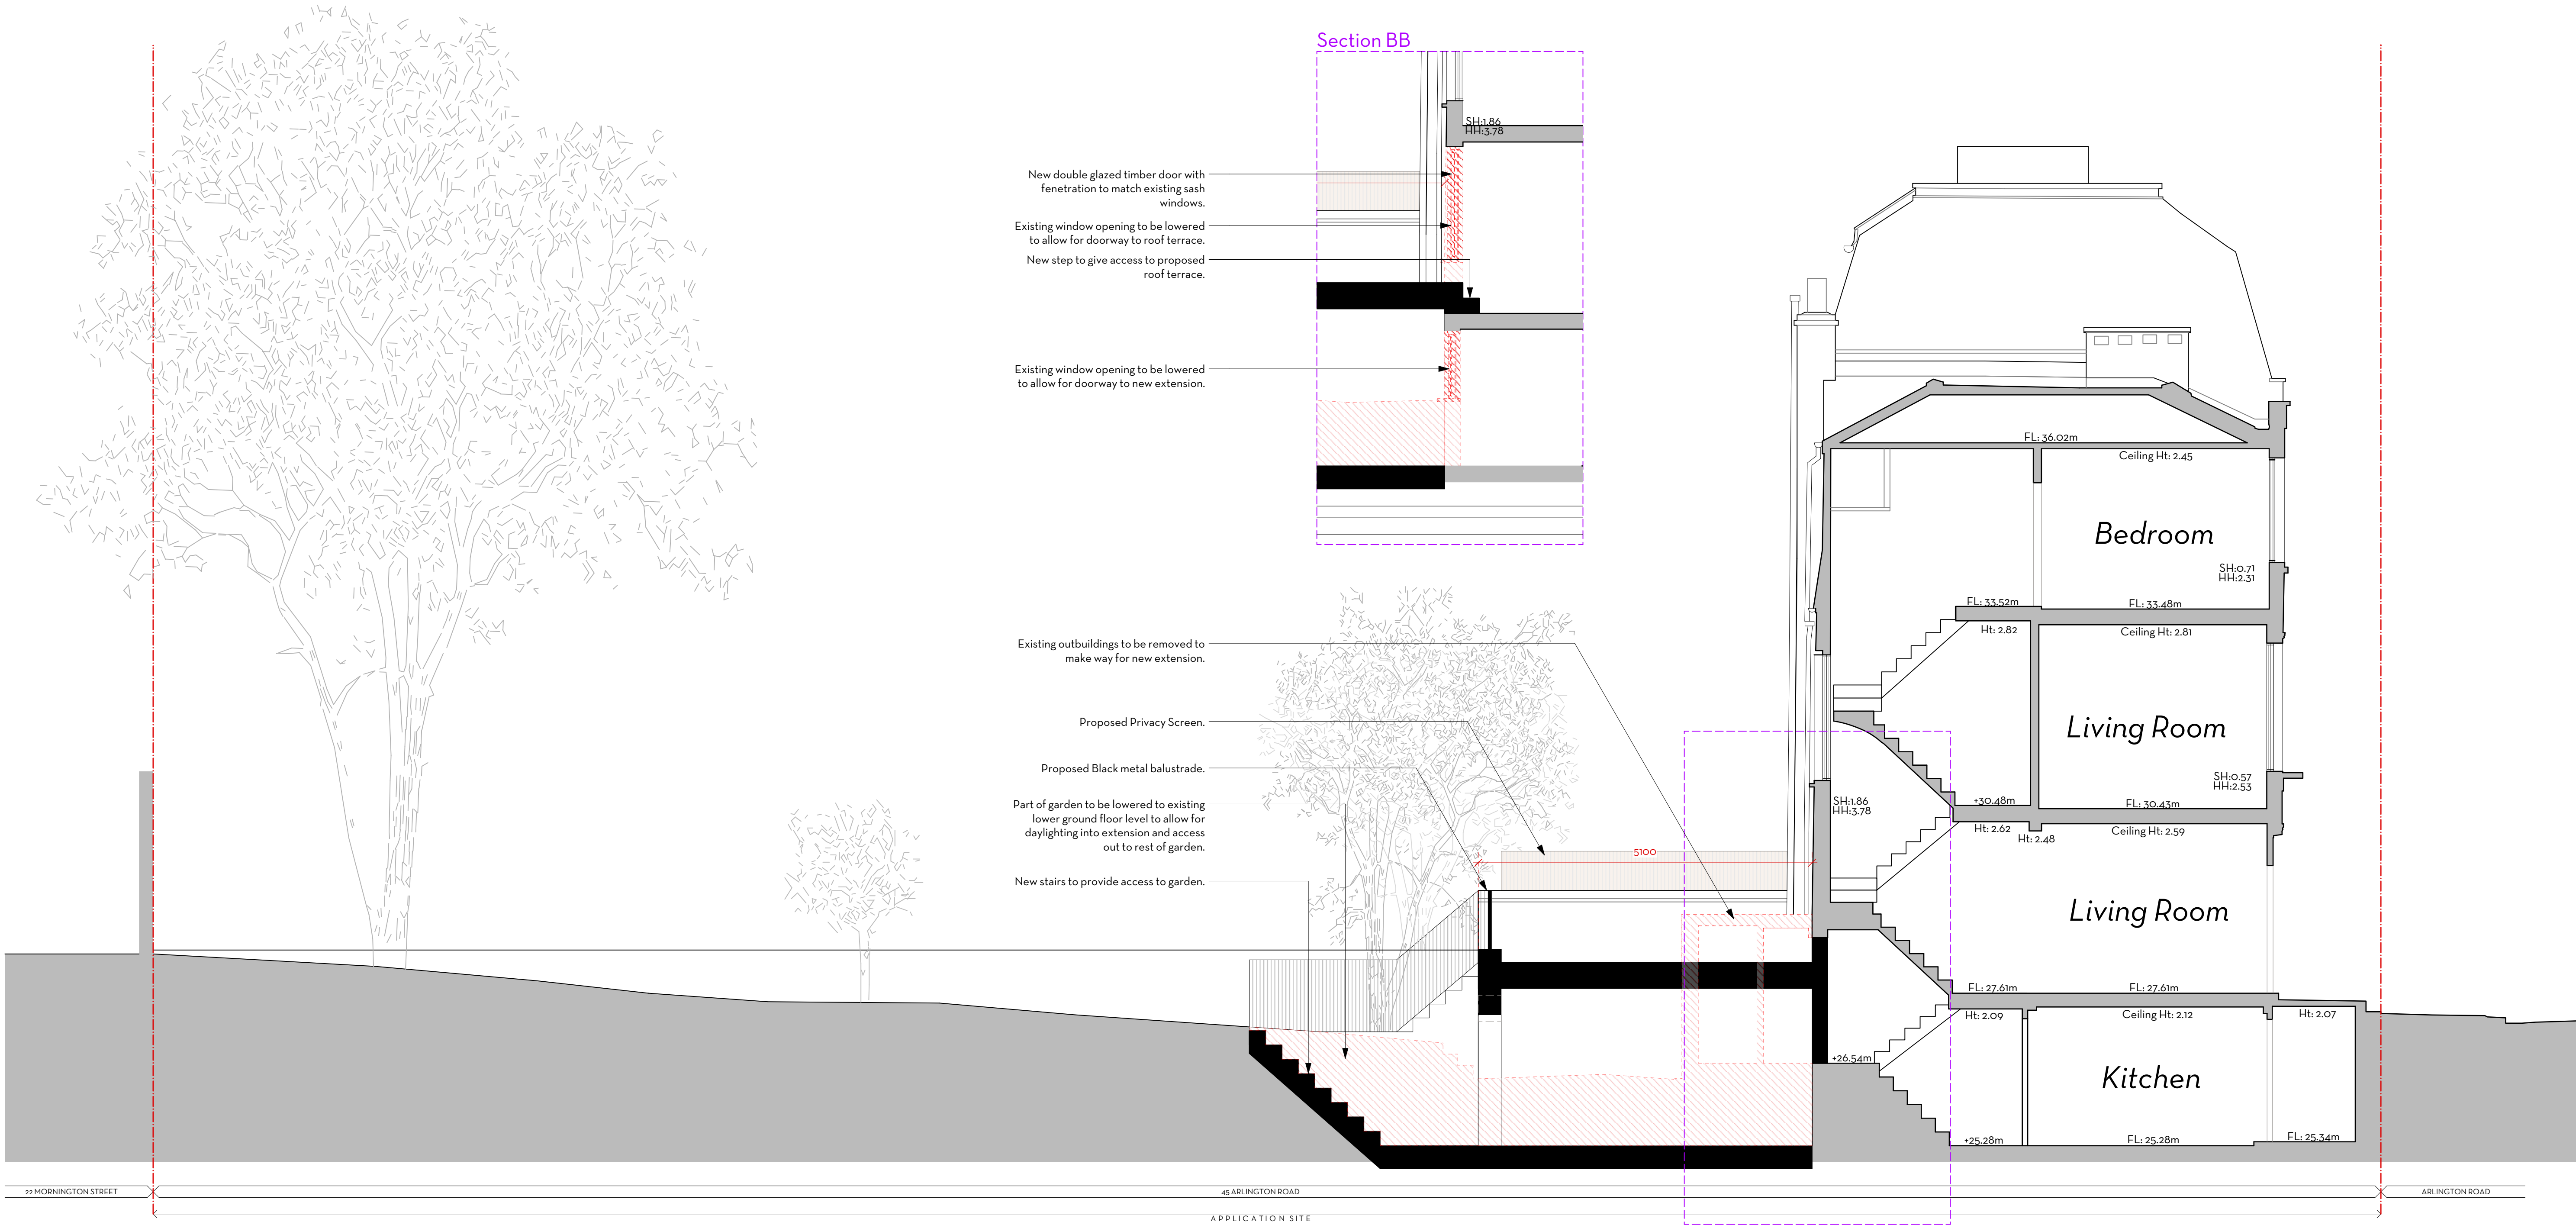 Section BB
SH:1.86
HH:3.78
New double glazed timber door with
fenetration to match existing sash
windows.
Existing window opening to be lowered
to allow for doorway to roof terrace.
New step to give access to proposed
roof terrace.
Existing window opening to be lowered
to allow for doorway to new extension.
Existing outbuildings to be removed to
make way for new extension.
Proposed Privacy Screen.
Proposed Black metal balustrade.
Part of garden to be lowered to existing
lower ground floor level to allow for
daylighting into extension and access
out to rest of garden.
New stairs to provide access to garden.
5100
FL: 36.02m
Ceiling Ht: 2.45
Bedroom
SH:0.71
HH:2.31
FL: 33.52m
FL: 33.48m
Ht: 2.82
Ceiling Ht: 2.81
Living Room
SH:0.57
HH:2.53
SH:1.86
HH:3.78
+30.48m
FL: 30.43m
Ht: 2.62
Ceiling Ht: 2.59
Ht: 2.48
Living Room
FL: 27.61m
FL: 27.61m
Ht: 2.09
Ceiling Ht: 2.12
Ht: 2.07
+26.54m
Kitchen
+25.28m
FL: 25.28m
FL: 25.34m
22 MORNINGTON STREET
45 ARLINGTON ROAD
ARLINGTON ROAD
APPLICATION SITE